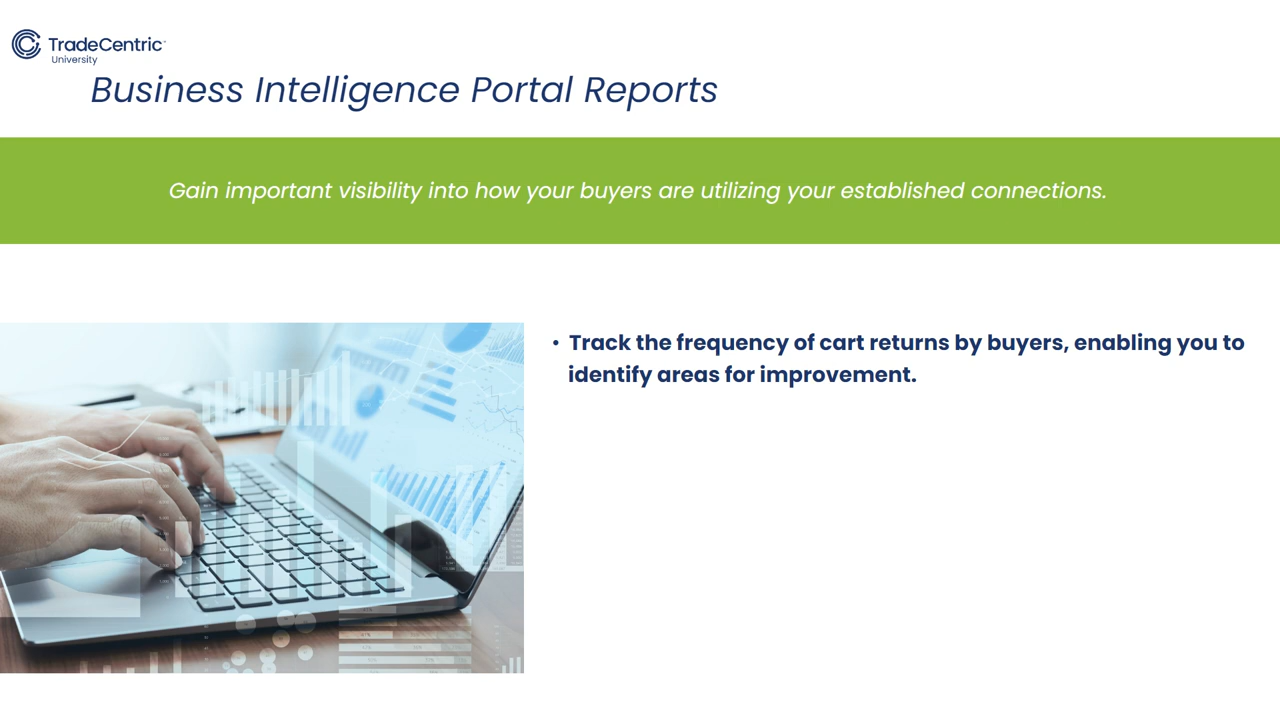 TradeCentric
University
Business Intelligence Portal Reports
Gain important visibility into how your buyers are utilizing your established connections.
• Track the frequency of cart returns by buyers, enabling you to
identify areas for improvement.